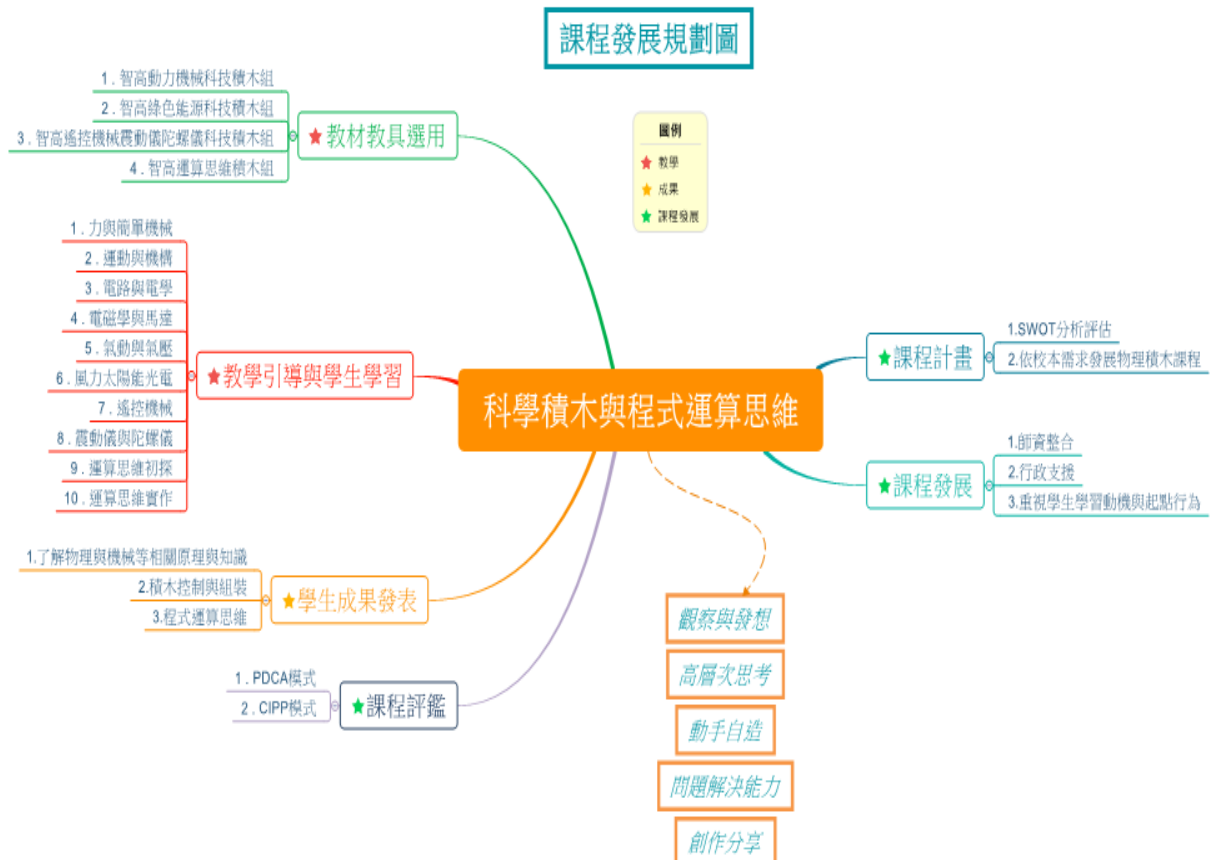 課程發展規劃圖
圖例
教學
成果
課程發展
科學積木與程式運算思維
教材教具選用
1 . 智高動力機械科技積木組
2 . 智高綠色能源科技積木組
3 . 智高遙控機械震動儀陀螺儀科技積木組
4 . 智高運算思維積木組
教學引導與學生學習
1 . 力與簡單機械
2 . 運動與機構
3 . 電路與電學
4 . 電磁學與馬達
5 . 氣動與氣壓
6 . 風力太陽能光電
7 . 遙控機械
8 . 震動儀與陀螺儀
9 . 運算思維初探
10 . 運算思維實作
學生成果發表
1.了解物理與機械等相關原理與知識
2.積木控制與組裝
3.程式運算思維
課程評鑑
1 . PDCA模式
2 . CIPP模式
課程計畫
1.SWOT分析評估
2.依校本需求發展物理積木課程
課程發展
1.師資整合
2.行政支援
3.重視學生學習動機與起點行為
觀察與發想
高層次思考
動手自造
問題解決能力
創作分享